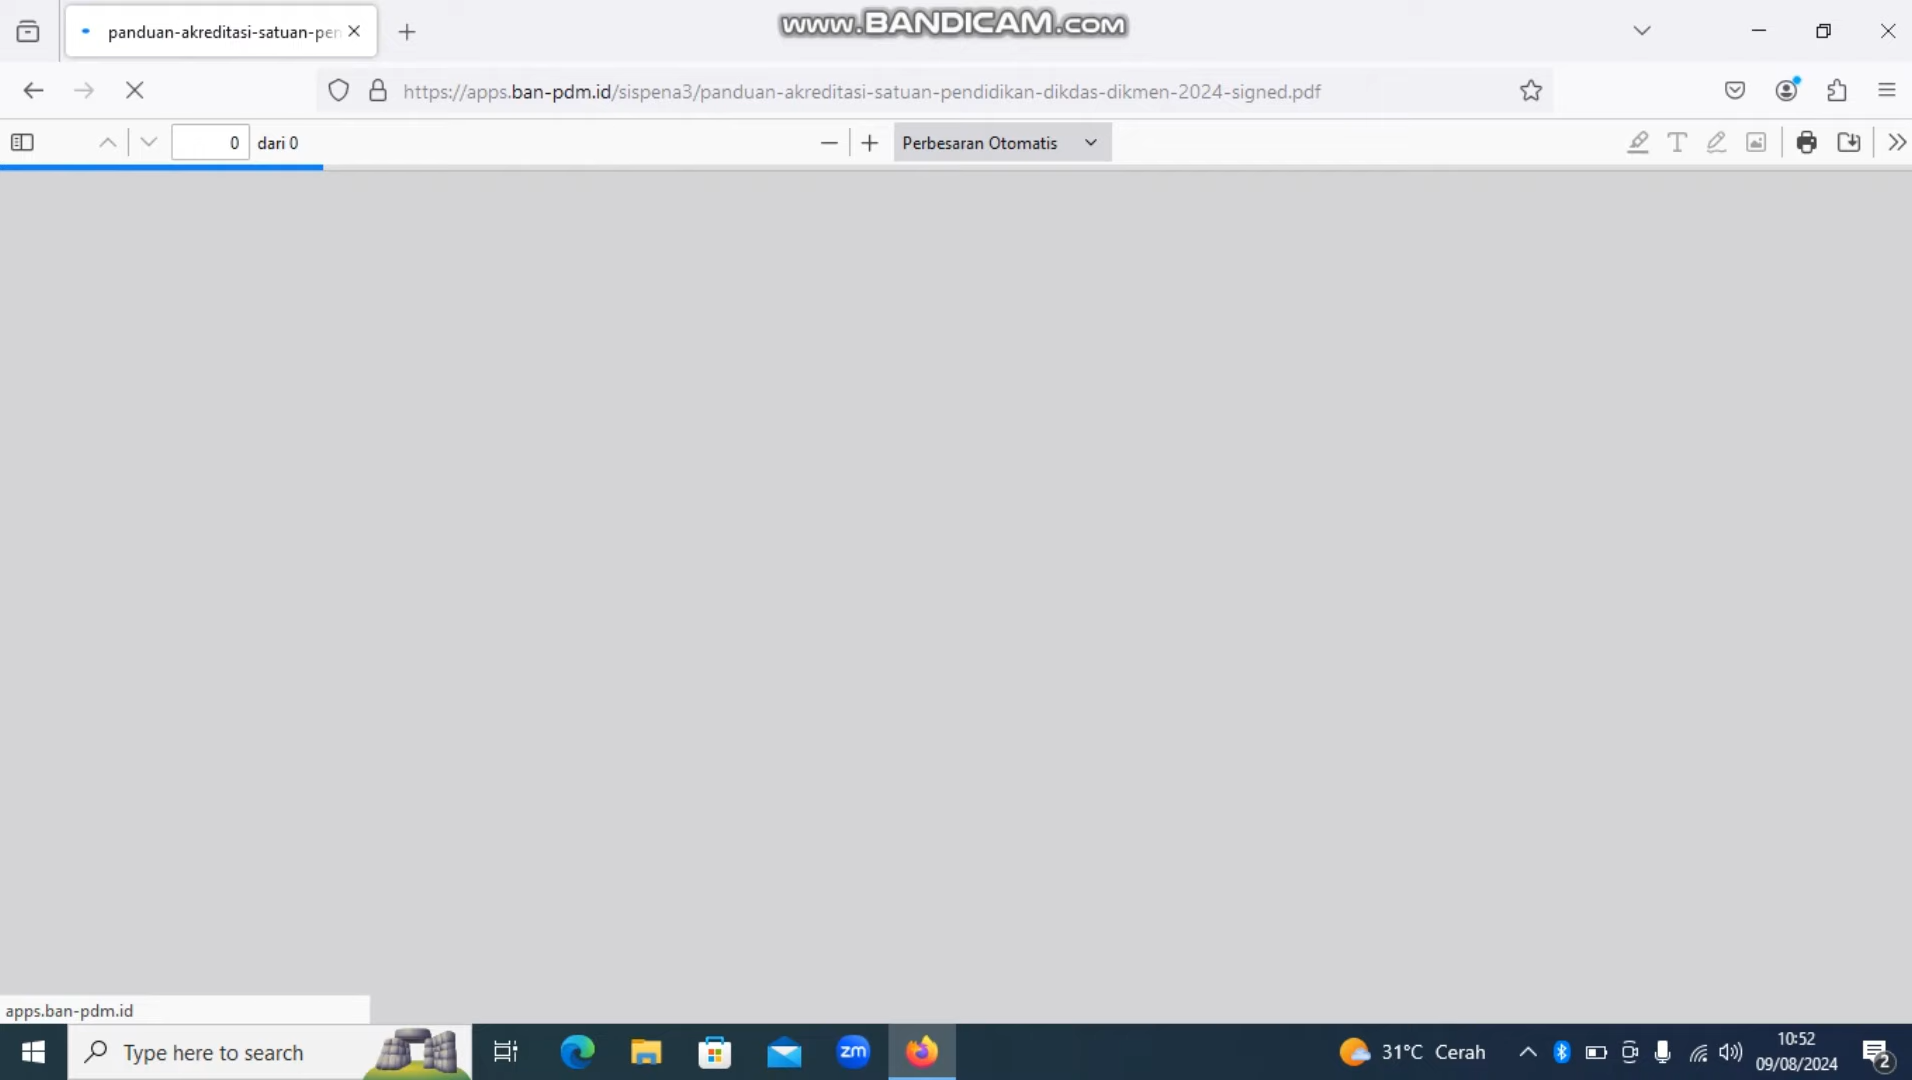 panduan-akreditasi-satuan-pen
www.BANDICAM.com
https://apps.ban-pdm.id/sispena3/panduan-akreditasi-satuan-pendidikan-dikdas-dikmen-2024-signed.pdf
0 dari 0
Perbesaran Otomatis
apps.ban-pdm.id
Type here to search
zm
31°C Cerah
10:52
09/08/2024
2